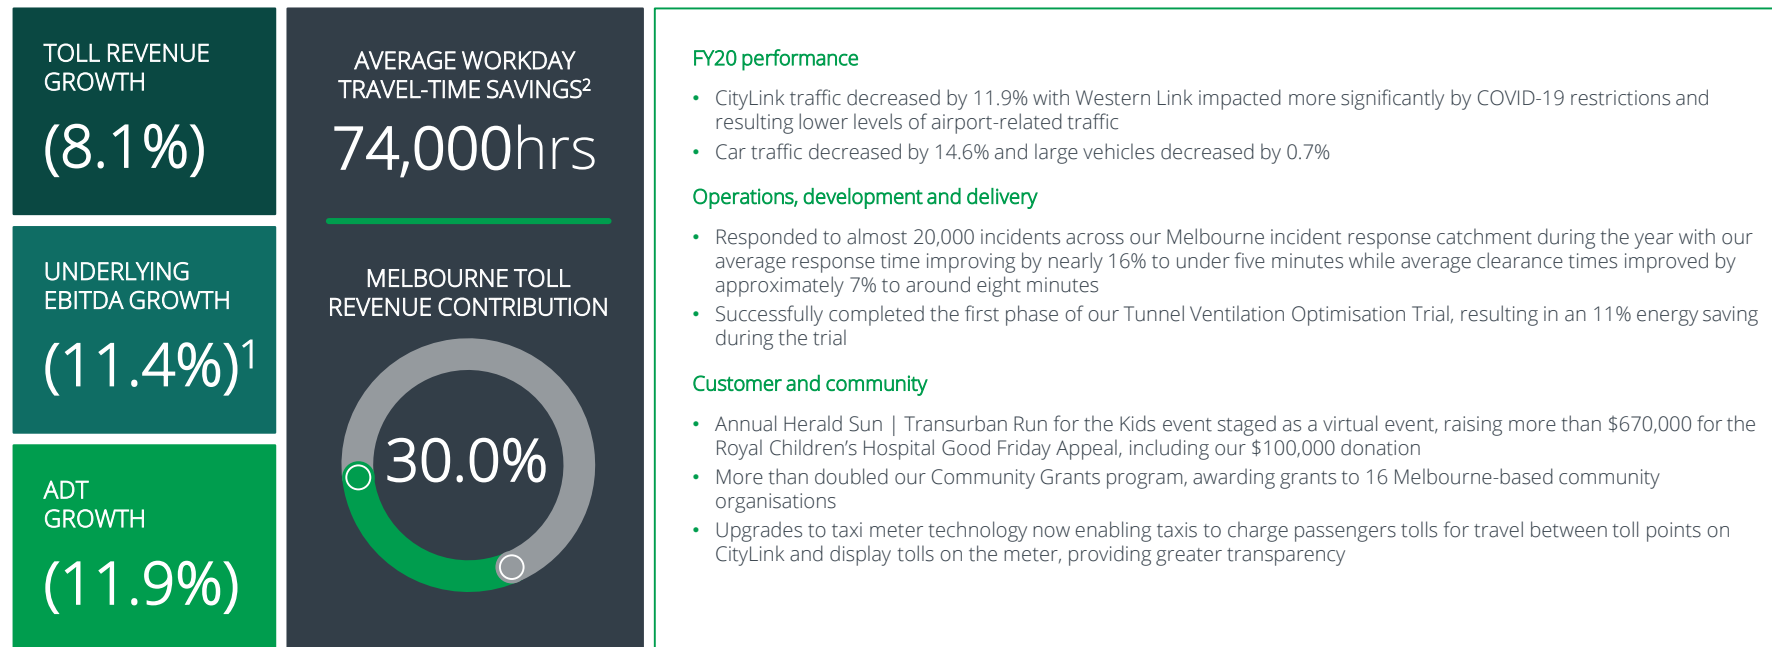 TOLL REVENUE
GROWTH
(8.1%)
UNDERLYING
EBITDA GROWTH
(11.4%)¹
ADT
GROWTH
(11.9%)
AVERAGE WORKDAY
TRAVEL-TIME SAVINGS²
74,000hrs
MELBOURNE TOLL
REVENUE CONTRIBUTION
30.0%
FY20 performance
• CityLink traffic decreased by 11.9% with Western Link impacted more significantly by COVID-19 restrictions and
resulting lower levels of airport-related traffic
• Car traffic decreased by 14.6% and large vehicles decreased by 0.7%
Operations, development and delivery
• Responded to almost 20,000 incidents across our Melbourne incident response catchment during the year with our
average response time improving by nearly 16% to under five minutes while average clearance times improved by
approximately 7% to around eight minutes
• Successfully completed the first phase of our Tunnel Ventilation Optimisation Trial, resulting in an 11% energy saving
during the trial
Customer and community
• Annual Herald Sun | Transurban Run for the Kids event staged as a virtual event, raising more than $670,000 for the
Royal Children’s Hospital Good Friday Appeal, including our $100,000 donation
• More than doubled our Community Grants program, awarding grants to 16 Melbourne-based community
organisations
• Upgrades to taxi meter technology now enabling taxis to charge passengers tolls for travel between toll points on
CityLink and display tolls on the meter, providing greater transparency